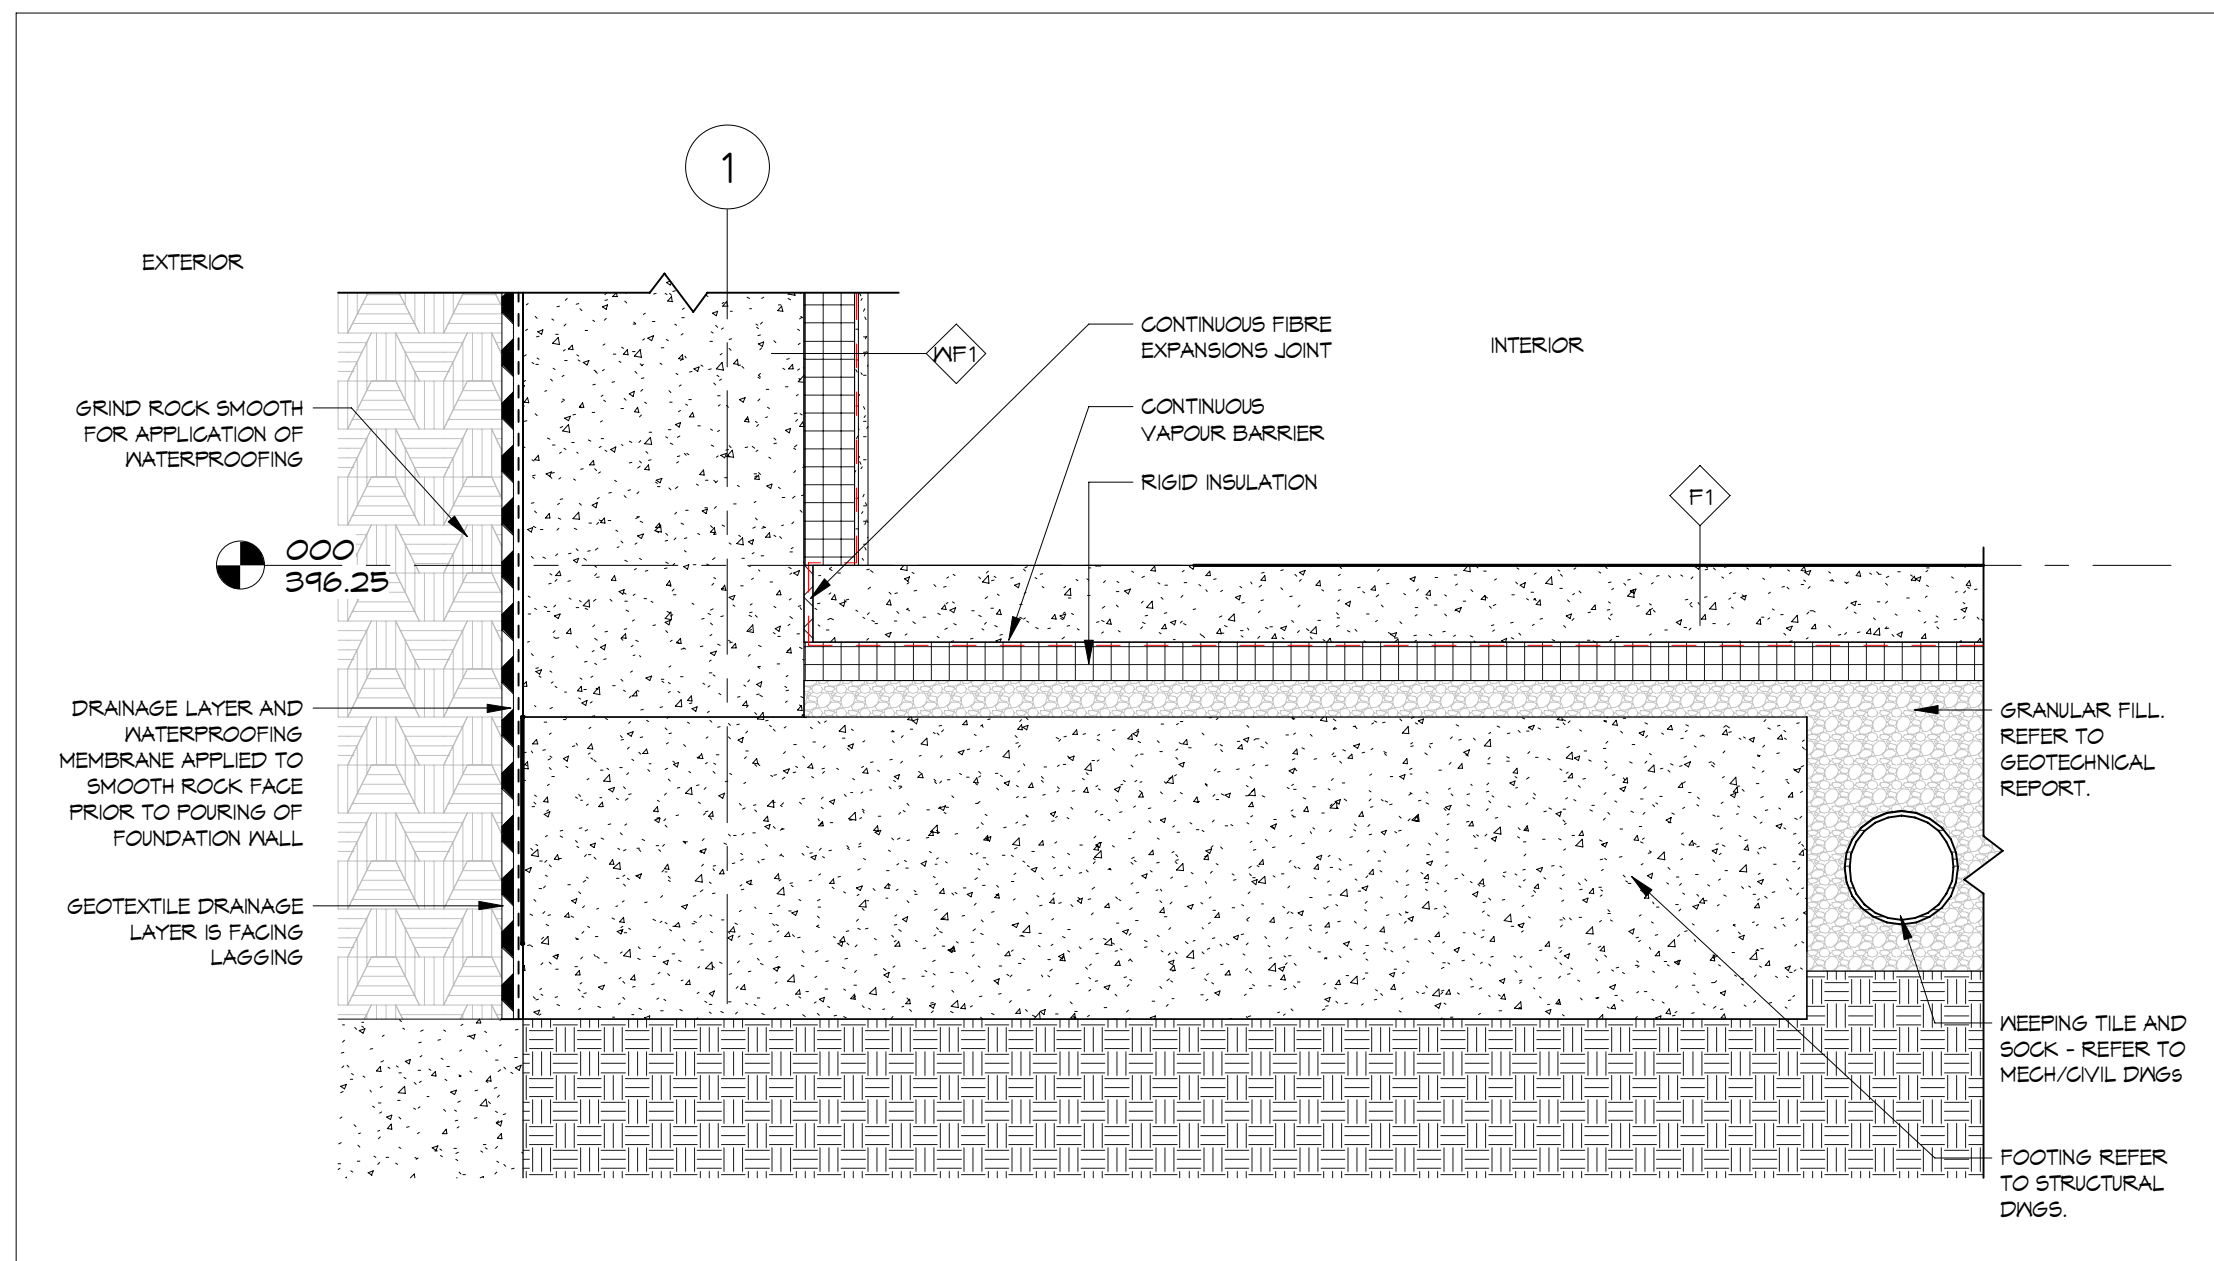 1
EXTERIOR
CONTINUOUS FIBRE
EXPANSIONS JOINT
INTERIOR
WF1
GRIND ROCK SMOOTH
FOR APPLICATION OF
WATERPROOFING
CONTINUOUS
VAPOUR BARRIER
RIGID INSULATION
F1
000
396.25
DRAINAGE LAYER AND
WATERPROOFING
MEMBRANE APPLIED TO
SMOOTH ROCK FACE
PRIOR TO POURING OF
FOUNDATION WALL
GRANULAR FILL.
REFER TO
GEOTECHNICAL
REPORT.
GEOTEXTILE DRAINAGE
LAYER IS FACING
LAGGING
WEEPING TILE AND
SOCK - REFER TO
MECH/CIVIL DWGs
FOOTING REFER
TO STRUCTURAL
DWGS.